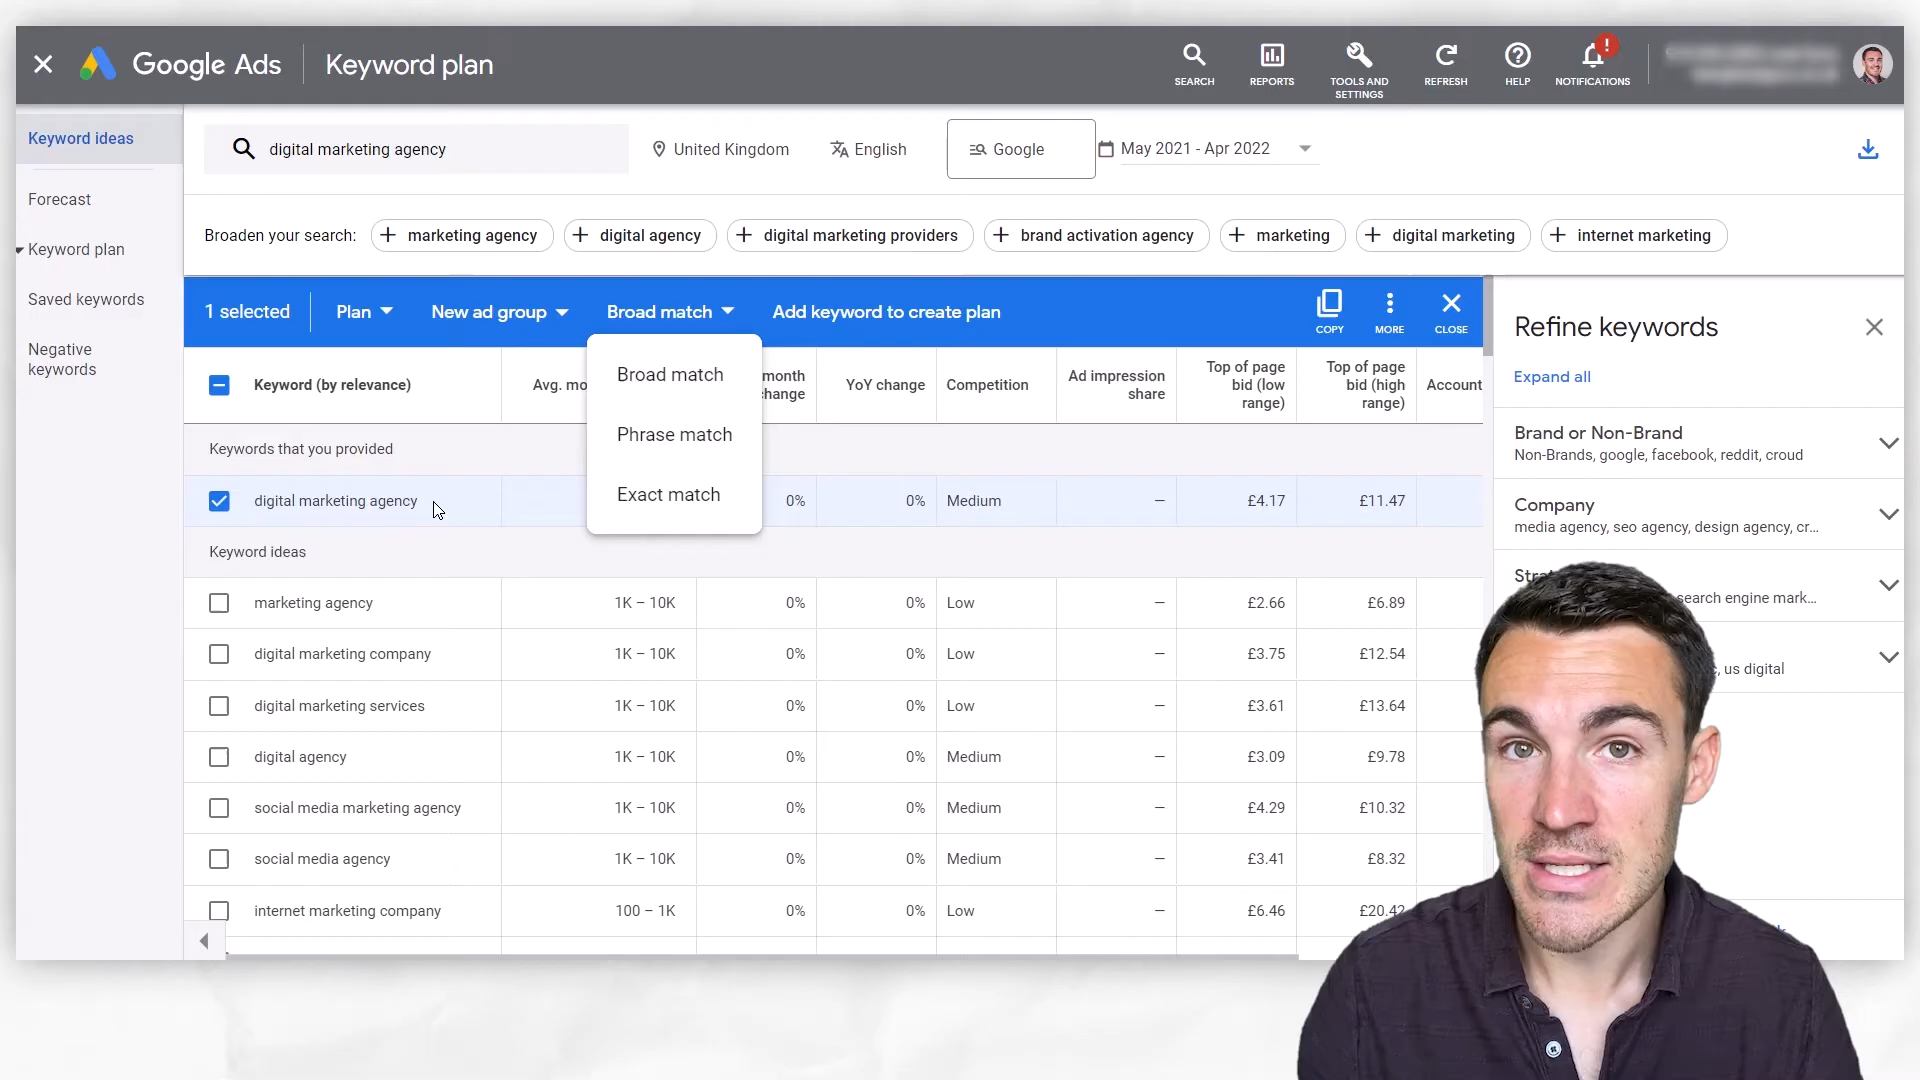 Google Ads
Keyword plan
SEARCH
REPORTS
TOOLS AND
SETTINGS
REFRESH
HELP
!
NOTIFICATIONS
Keyword ideas
Forecast
Keyword plan
Saved keywords
Negative
keywords
digital marketing agency
United Kingdom
English
Google
May 2021 - Apr 2022
Broaden your search:
marketing agency
digital agency
digital marketing providers
brand activation agency
marketing
digital marketing
internet marketing
1 selected
Plan
New ad group
Broad match
Add keyword to create plan
COPY
MORE
CLOSE
Broad match
Phrase match
Exact match
Keyword (by relevance)
Avg. mo
month
change
YoY change
Competition
Ad impression
share
Top of page
bid (low
range)
Top of page
bid (high
range)
Account
Keywords that you provided
digital marketing agency 0% 0% Medium – £4.17 £11.47
Keyword ideas
marketing agency 1K – 10K 0% 0% Low – £2.66 £6.89
digital marketing company 1K – 10K 0% 0% Low – £3.75 £12.54
digital marketing services 1K – 10K 0% 0% Low – £3.61 £13.64
digital agency 1K – 10K 0% 0% Medium – £3.09 £9.78
social media marketing agency 1K – 10K 0% 0% Medium – £4.29 £10.32
social media agency 1K – 10K 0% 0% Medium – £3.41 £8.32
internet marketing company 100 – 1K 0% 0% Low – £6.46 £20.42
Refine keywords
Expand all
Brand or Non-Brand
Non-Brands, google, facebook, reddit, croud
Company
media agency, seo agency, design agency, cr...
search engine mark...
us digital